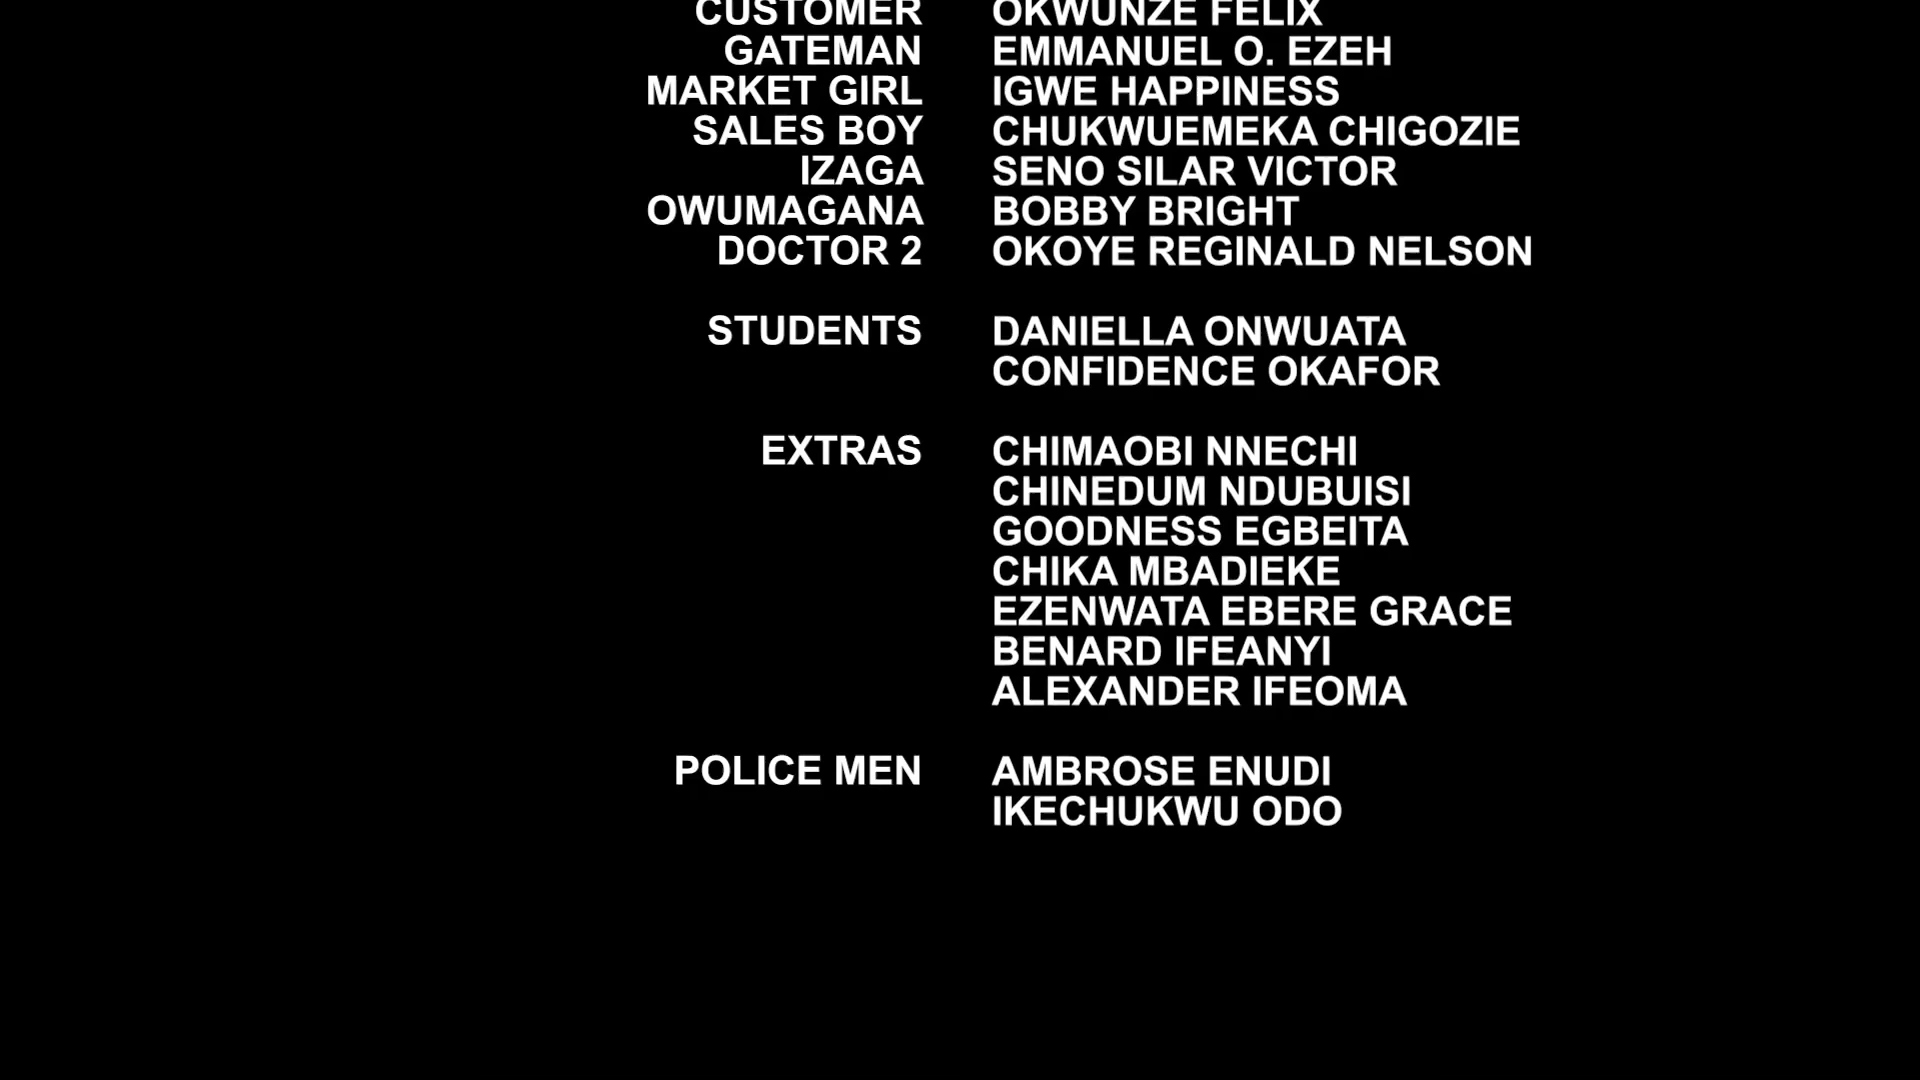 CUSTOMER OKWUNZE FELIX
GATEMAN EMMANUEL O. EZEH
MARKET GIRL IGWE HAPPINESS
SALES BOY CHUKWUEMEKA CHIGOZIE
IZAGA SENO SILAR VICTOR
OWUMAGANA BOBBY BRIGHT
DOCTOR 2 OKOYE REGINALD NELSON
STUDENTS DANIELLA ONWUATA
CONFIDENCE OKAFOR
EXTRAS CHIMAOBI NNECHI
CHINEDUM NDUBUISI
GOODNESS EGBEITA
CHIKA MBADIEKE
EZENWATA EBERE GRACE
BENARD IFEANYI
ALEXANDER IFEOMA
POLICE MEN AMBROSE ENUDI
IKECHUKWU ODO